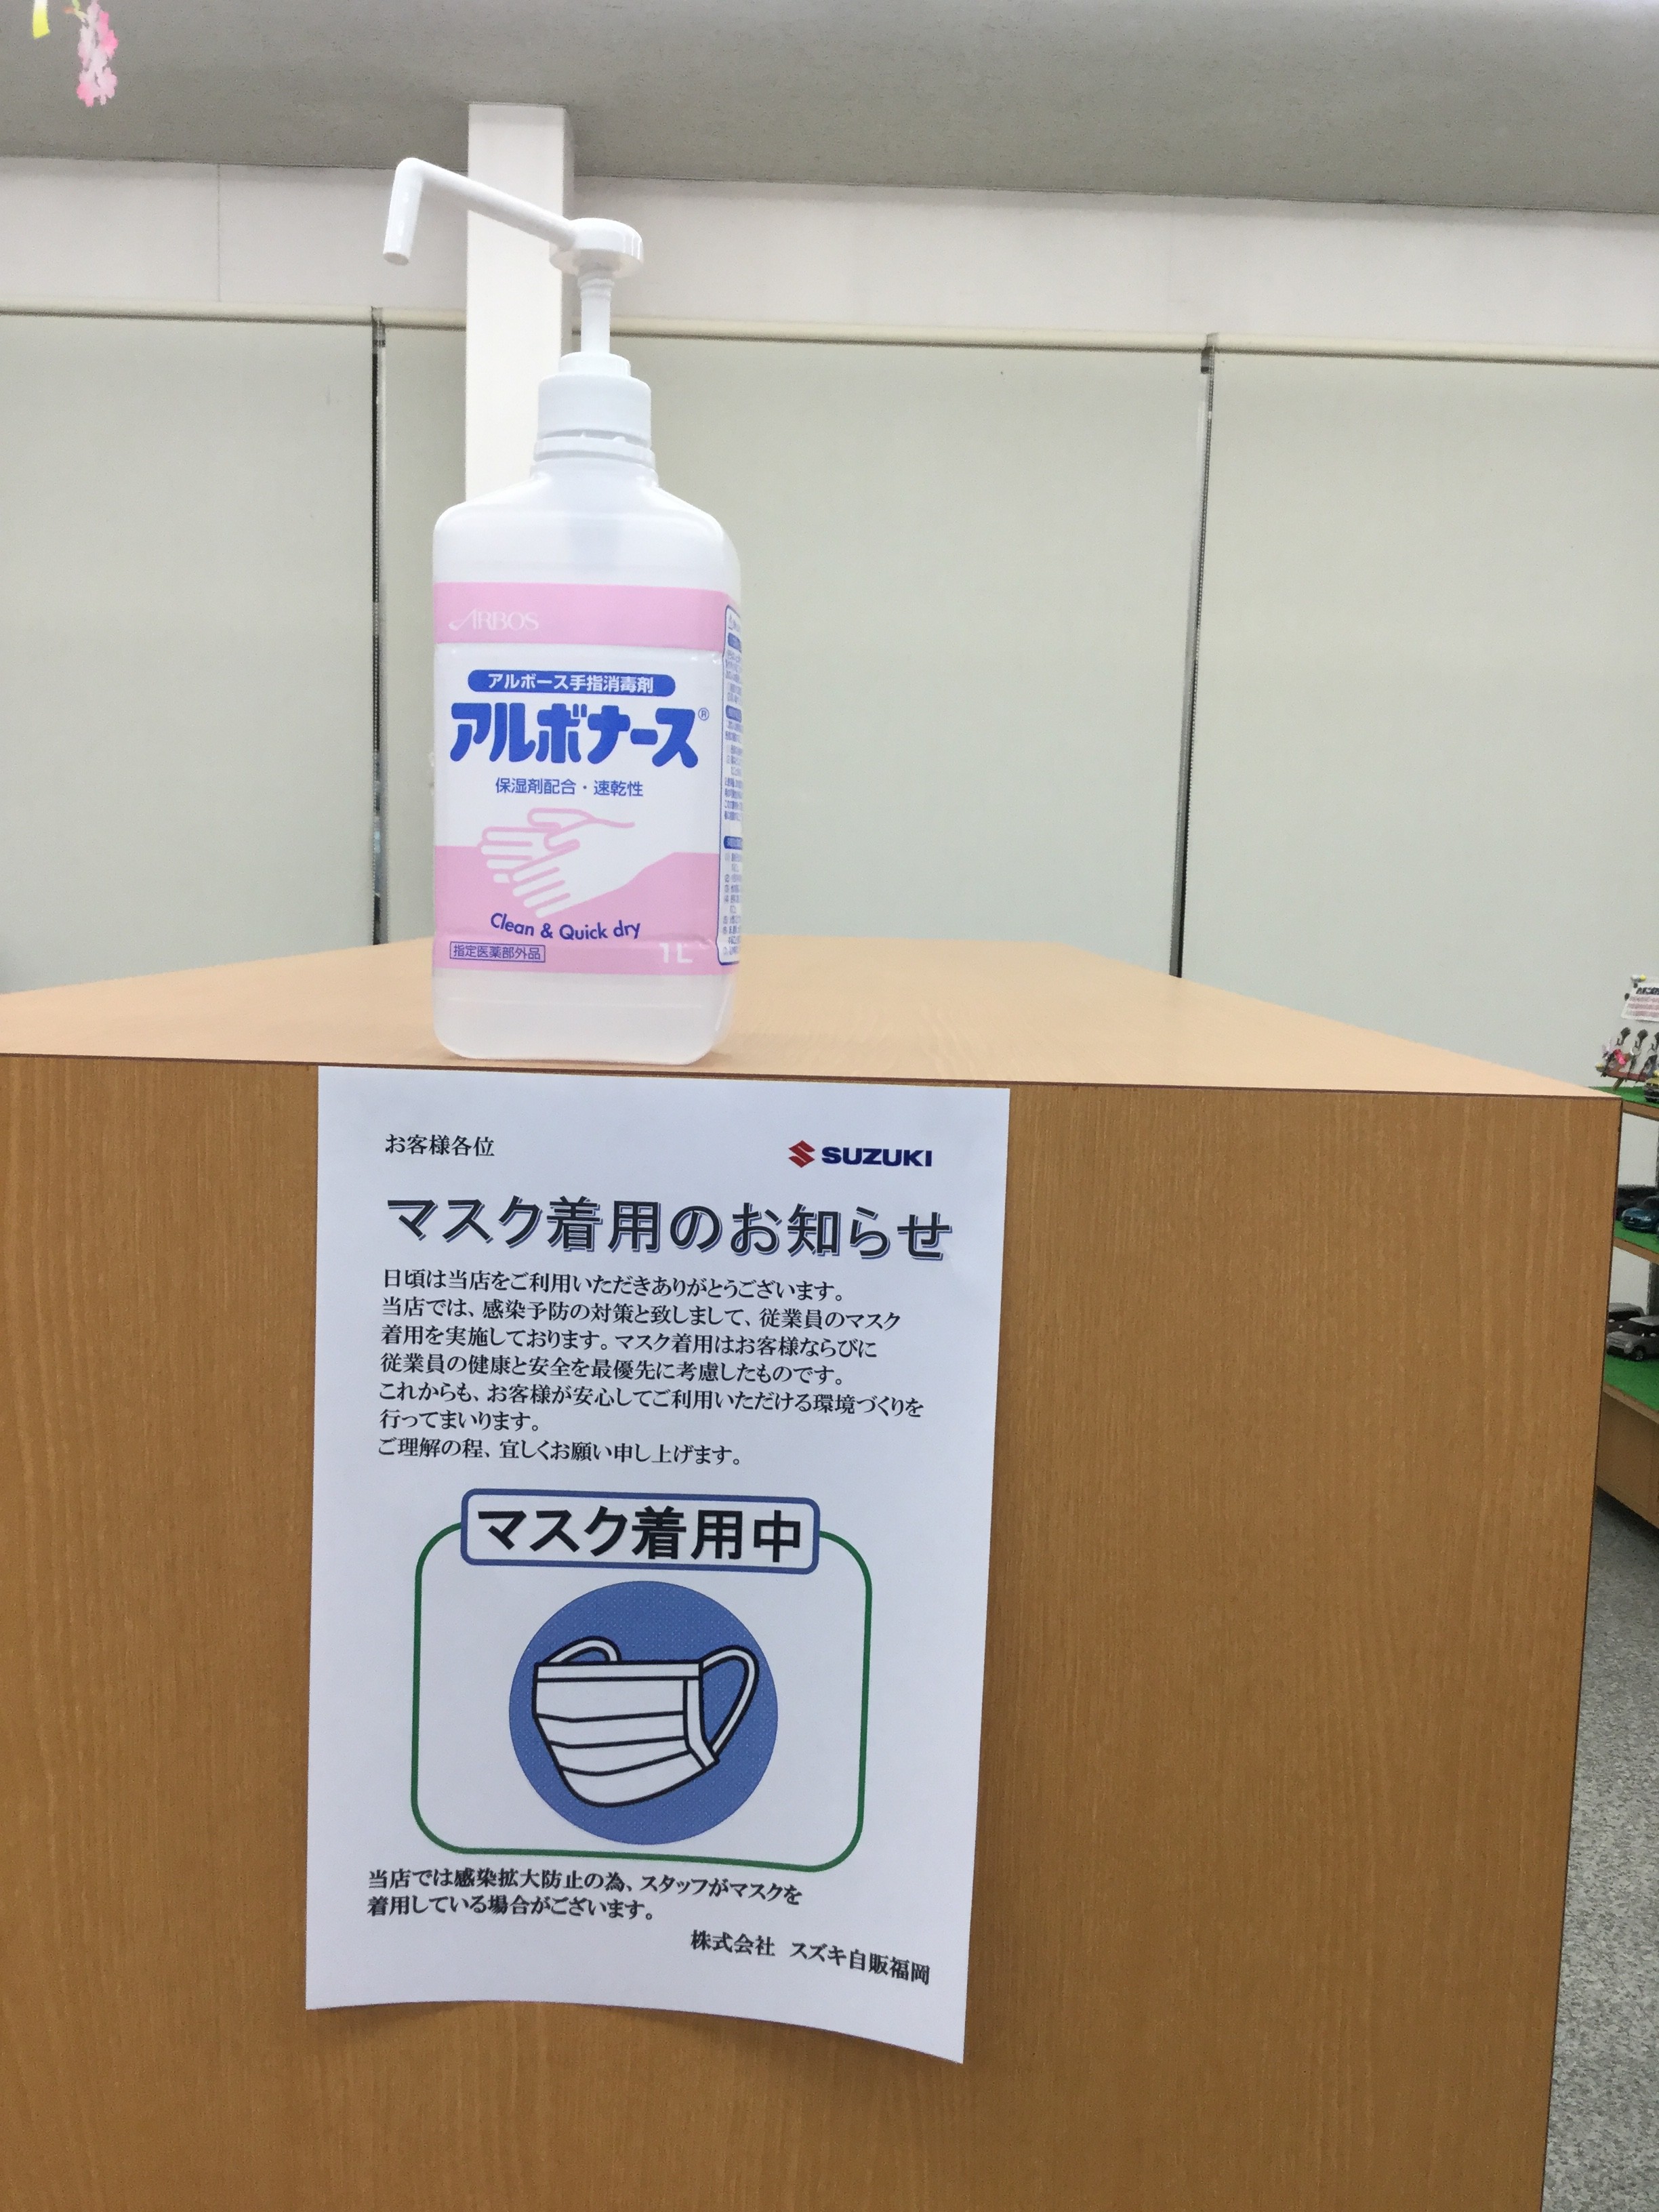 ARBOS
アルボース手指消毒剤
アルボナース®
保湿剤配合・速乾性
Clean & Quick dry
指定医薬部外品
1L
お客様各位
SUZUKI
マスク着用のお知らせ
日頃は当店をご利用いただきありがとうございます。
当店では、感染予防の対策と致しまして、従業員のマスク
着用を実施しております。マスク着用はお客様ならびに
従業員の健康と安全を最優先に考慮したものです。
これからも、お客様が安心してご利用いただける環境づくりを
行ってまいります。
ご理解の程、宜しくお願い申し上げます。
マスク着用中
当店では感染拡大防止の為、スタッフがマスクを
着用している場合がございます。
株式会社 スズキ自販福岡